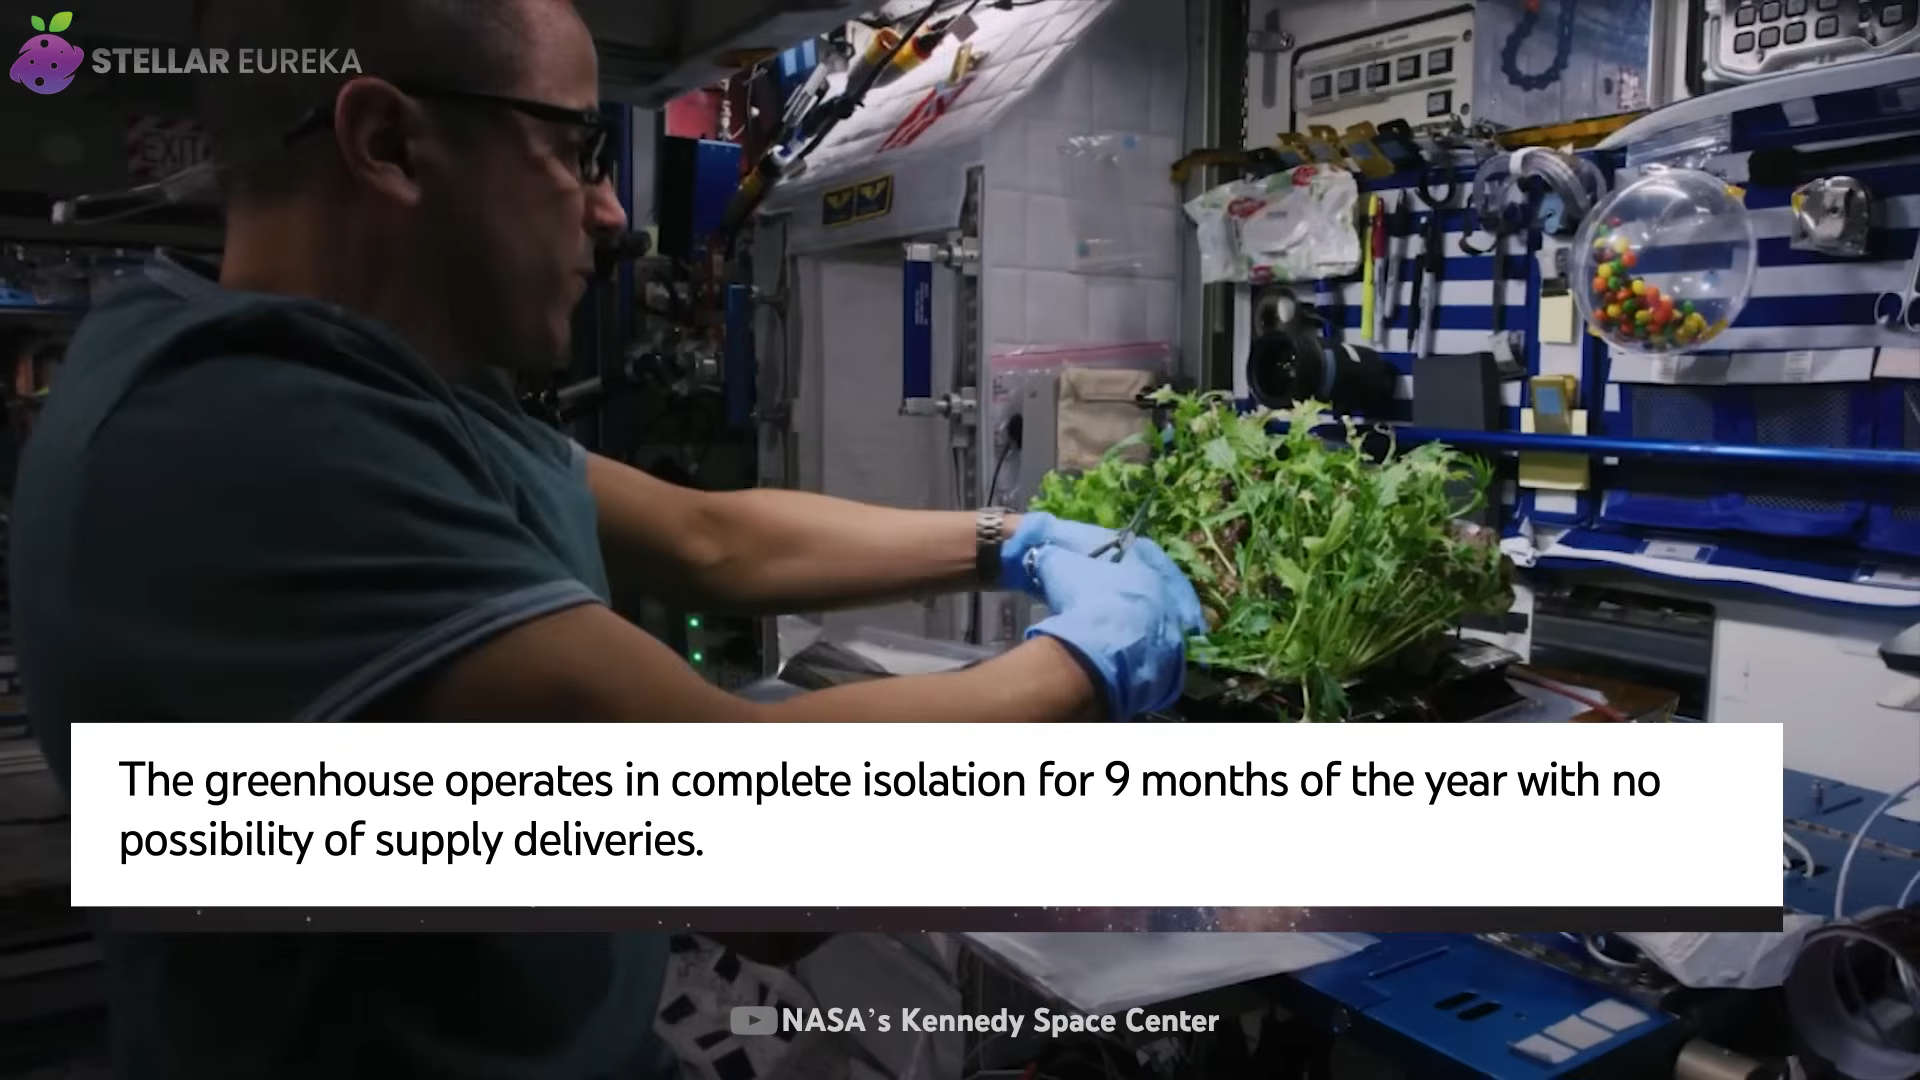 STELLAR EUREKA
EXIT
The greenhouse operates in complete isolation for 9 months of the year with no
possibility of supply deliveries.
NASA's Kennedy Space Center